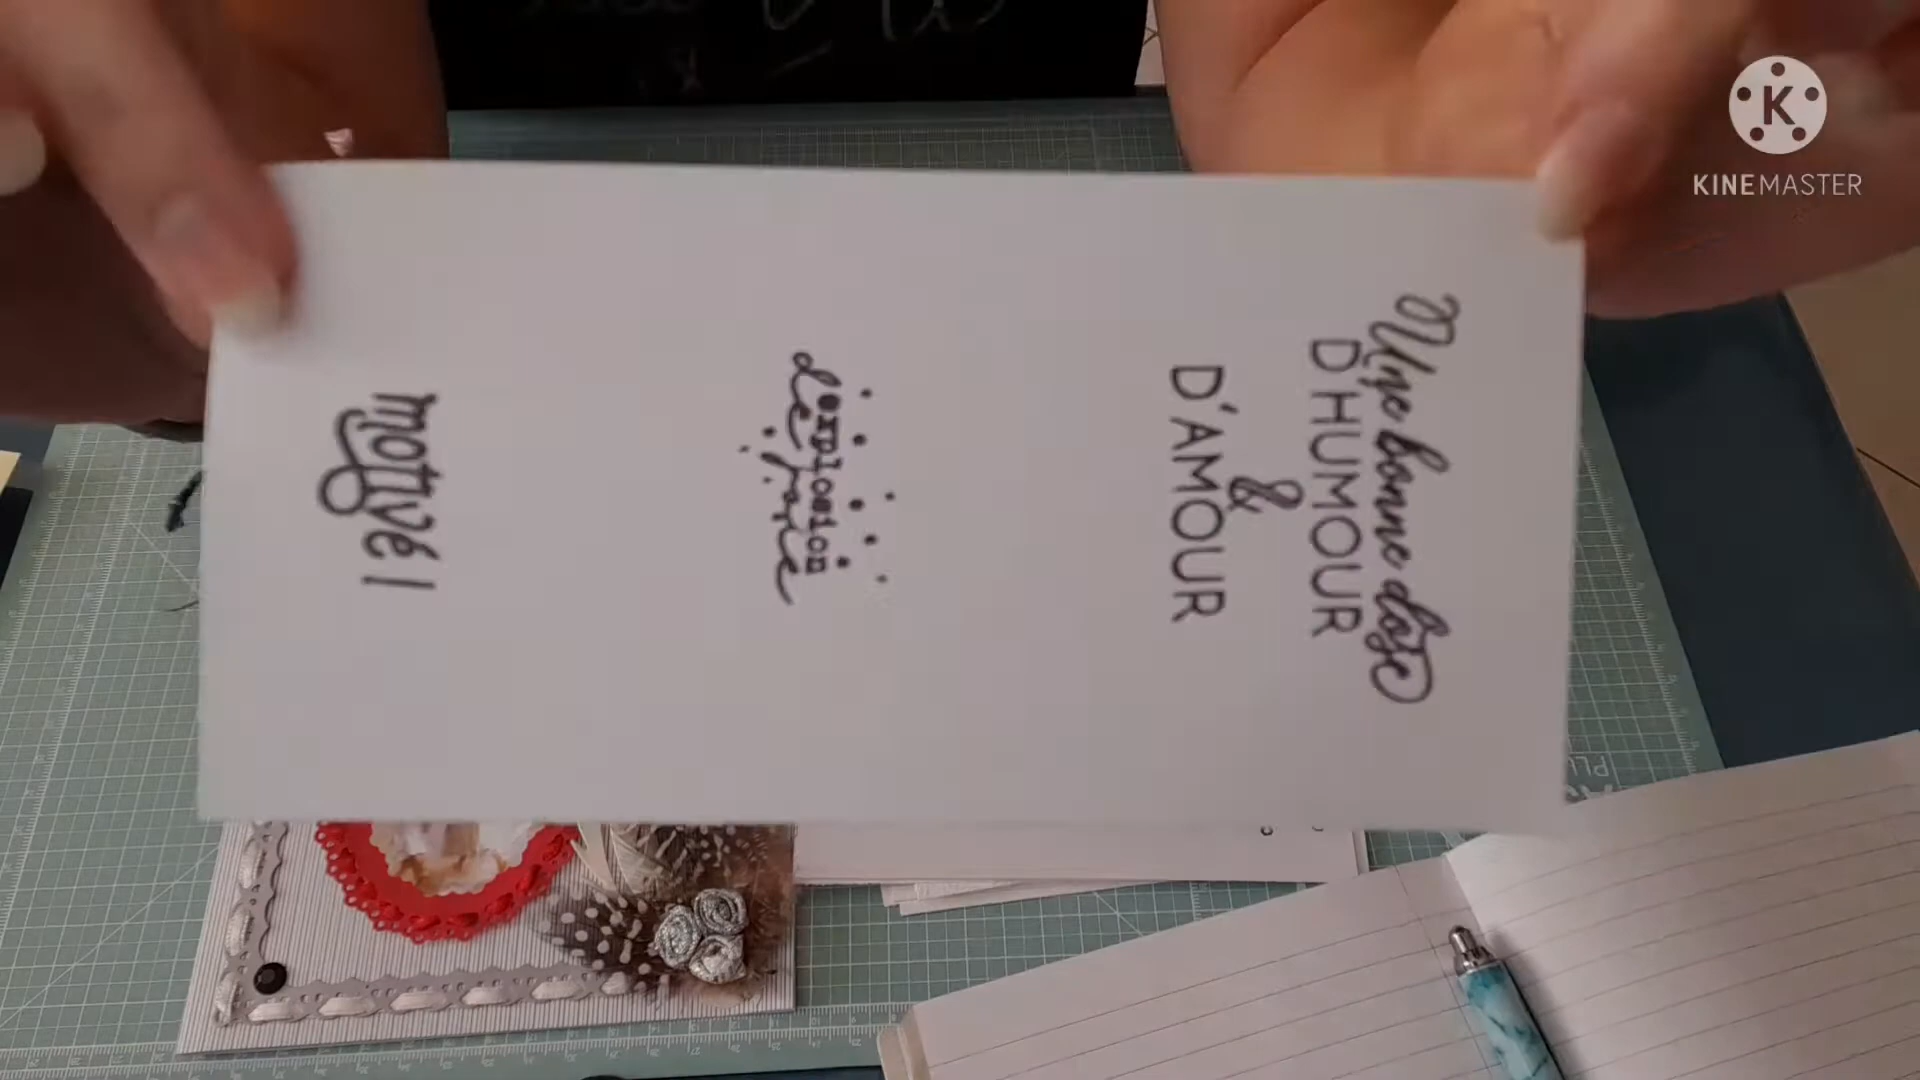 Une bonne dose
D'HUMOUR
&
D'AMOUR
d'explosion
de joie
motivé !
K
KINEMASTER